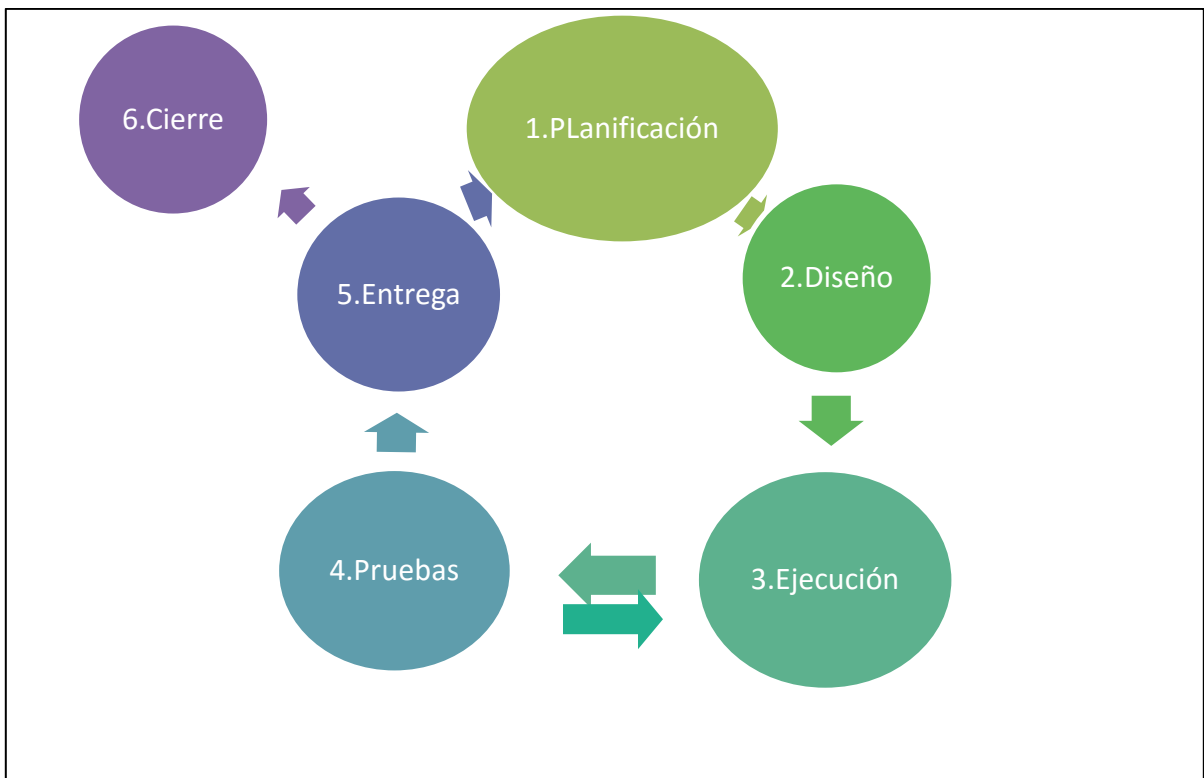 1.PLanificación
2.Diseño
3.Ejecución
4.Pruebas
5.Entrega
6.Cierre